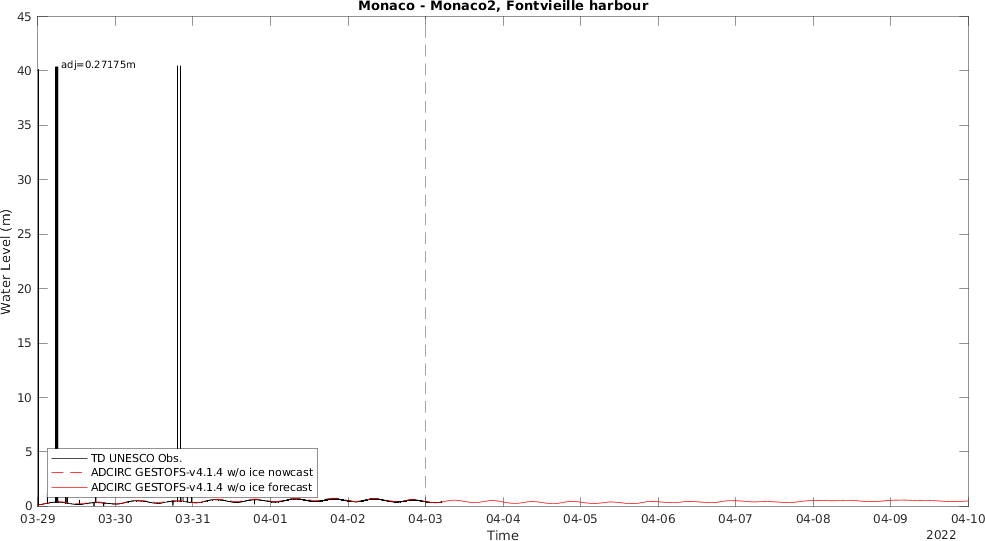 Monaco - Monaco2, Fontvieille harbour
Water Level (m)
45
40
35
30
25
20
15
10
5
0
adj=0.27175m
TD UNESCO Obs.
ADCIRC GESTOFS-v4.1.4 w/o ice nowcast
ADCIRC GESTOFS-v4.1.4 w/o ice forecast
03-29 03-30 03-31 04-01 04-02 04-03 04-04 04-05 04-06 04-07 04-08 04-09 04-10
Time
2022